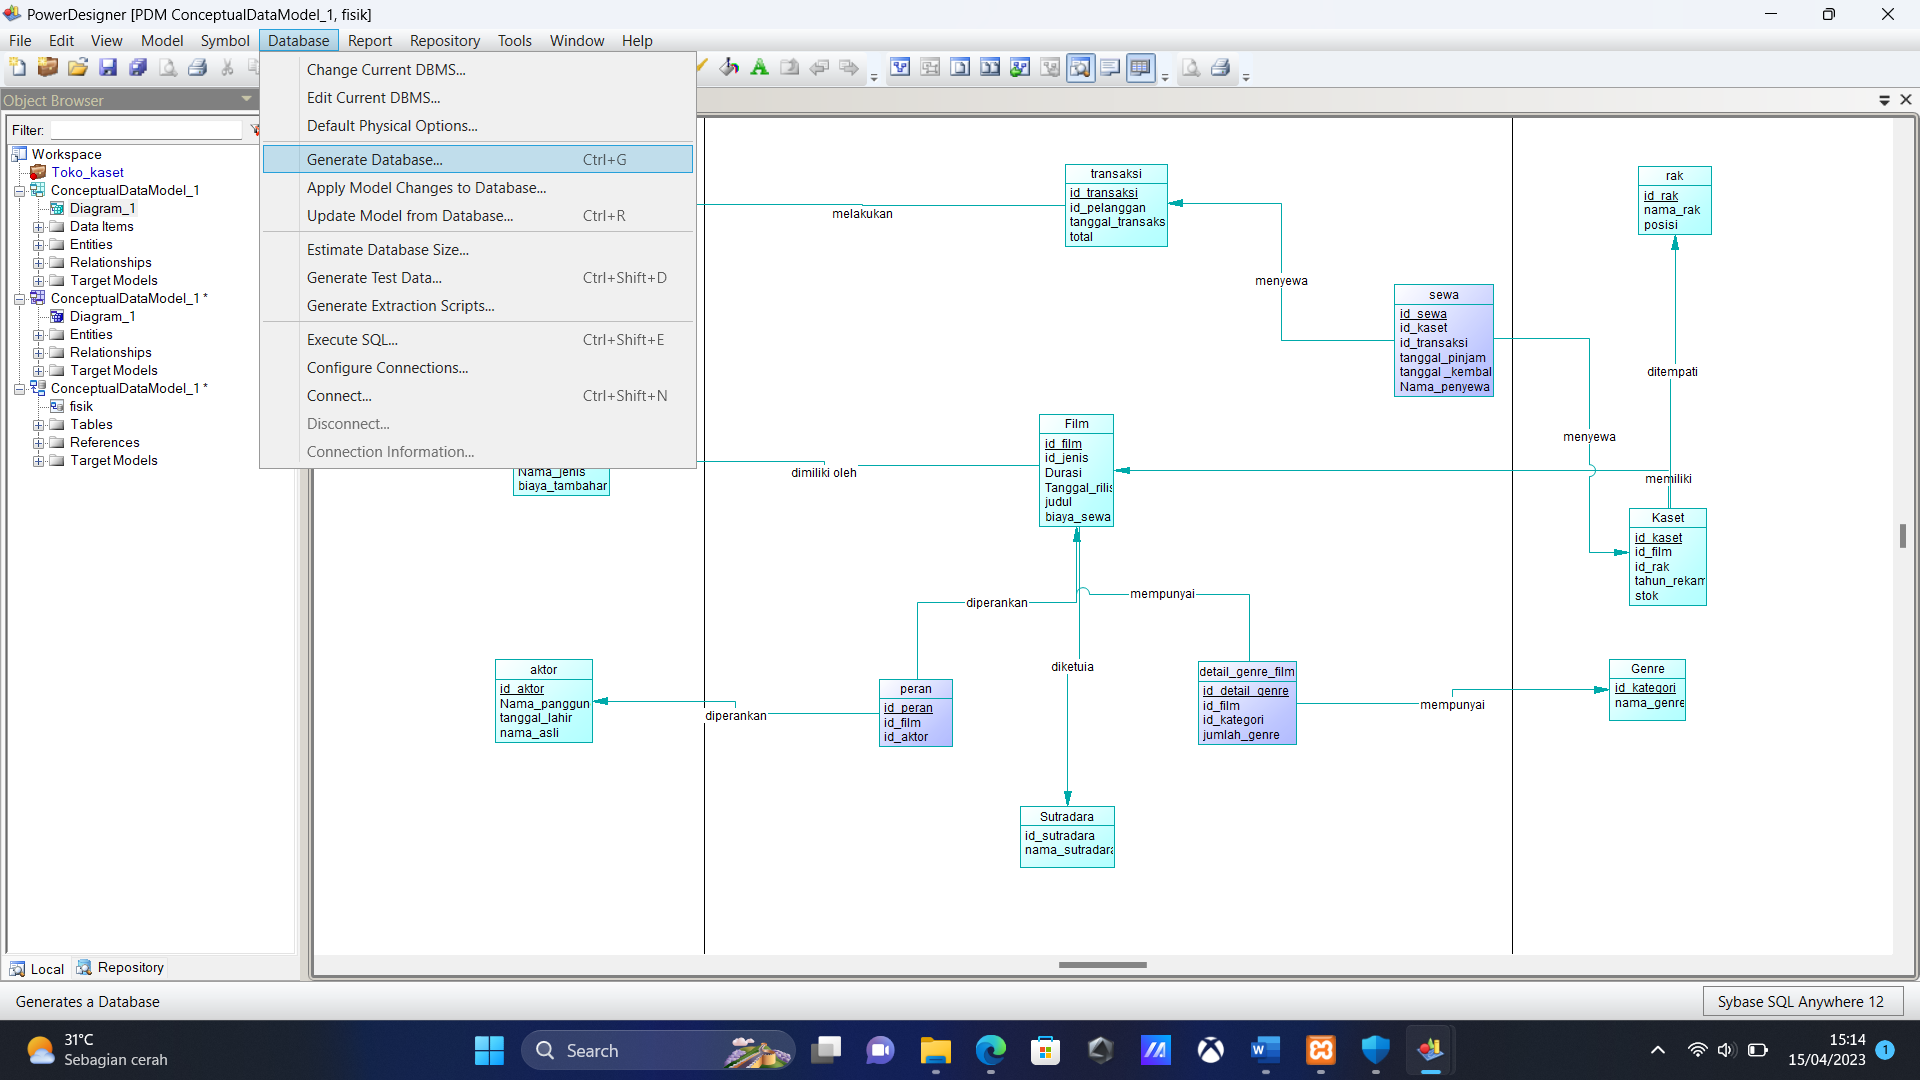 PowerDesigner [PDM ConceptualDataModel_1, fisik]
File Edit View Model Symbol Database Report Repository Tools Window Help
Object Browser
Filter:
Workspace
Toko_kaset
ConceptualDataModel_1
Diagram_1
Data Items
Entities
Relationships
Target Models
ConceptualDataModel_1 *
Diagram_1
Entities
Relationships
Target Models
ConceptualDataModel_1 *
fisik
Tables
References
Target Models
Local Repository
Change Current DBMS...
Edit Current DBMS...
Default Physical Options...
Generate Database... Ctrl+G
Apply Model Changes to Database...
Update Model from Database... Ctrl+R
Estimate Database Size...
Generate Test Data... Ctrl+Shift+D
Generate Extraction Scripts...
Execute SQL... Ctrl+Shift+E
Configure Connections...
Connect... Ctrl+Shift+N
Disconnect...
Connection Information...
melakukan
transaksi
id_transaksi
id_pelanggan
tanggal_transaks
total
menyewa
sewa
id_sewa
id_kaset
id_transaksi
tanggal_pinjam
tanggal _kembal
Nama_penyewa
rak
id_rak
nama_rak
posisi
ditempati
menyewa
memiliki
Kaset
id_kaset
id_film
id_rak
tahun_rekam
stok
Nama_jenis
biaya_tambahar
dimiliki oleh
Film
id_film
id_jenis
Durasi
Tanggal_rilis
judul
biaya_sewa
diperankan
mempunyai
diketuia
aktor
id_aktor
Nama_panggun
tanggal_lahir
nama_asli
diperankan
peran
id_peran
id_film
id_aktor
detail_genre_film
id_detail_genre
id_film
id_kategori
jumlah_genre
mempunyai
Genre
id_kategori
nama_genre
Sutradara
id_sutradara
nama_sutradara
Generates a Database
Sybase SQL Anywhere 12
31°C
Sebagian cerah
Search
15:14
15/04/2023
1